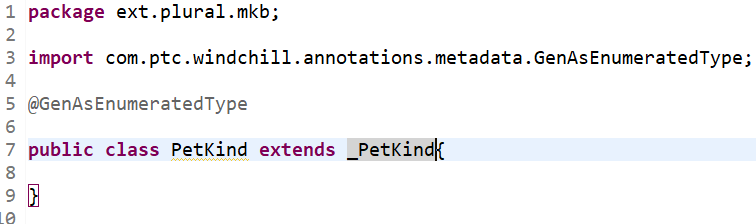 1 package ext.plural.mkb;
2
3 import com.ptc.windchill.annotations.metadata.GenAsEnumeratedType;
4
5 @GenAsEnumeratedType
6
7 public class PetKind extends _PetKind{
8
9 }
10